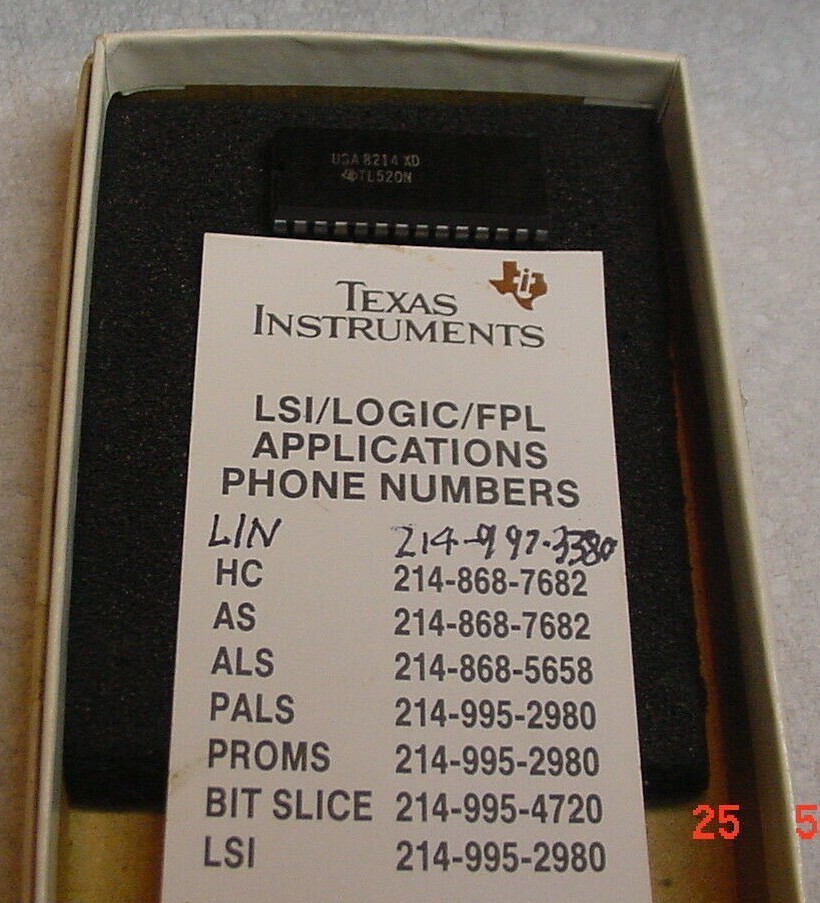 USA 8214 XD
TL520N
TEXAS
INSTRUMENTS
LSI/LOGIC/FPL
APPLICATIONS
PHONE NUMBERS
LIN 214-997-3380
HC 214-868-7682
AS 214-868-7682
ALS 214-868-5658
PALS 214-995-2980
PROMS 214-995-2980
BIT SLICE 214-995-4720
LSI 214-995-2980
25 5